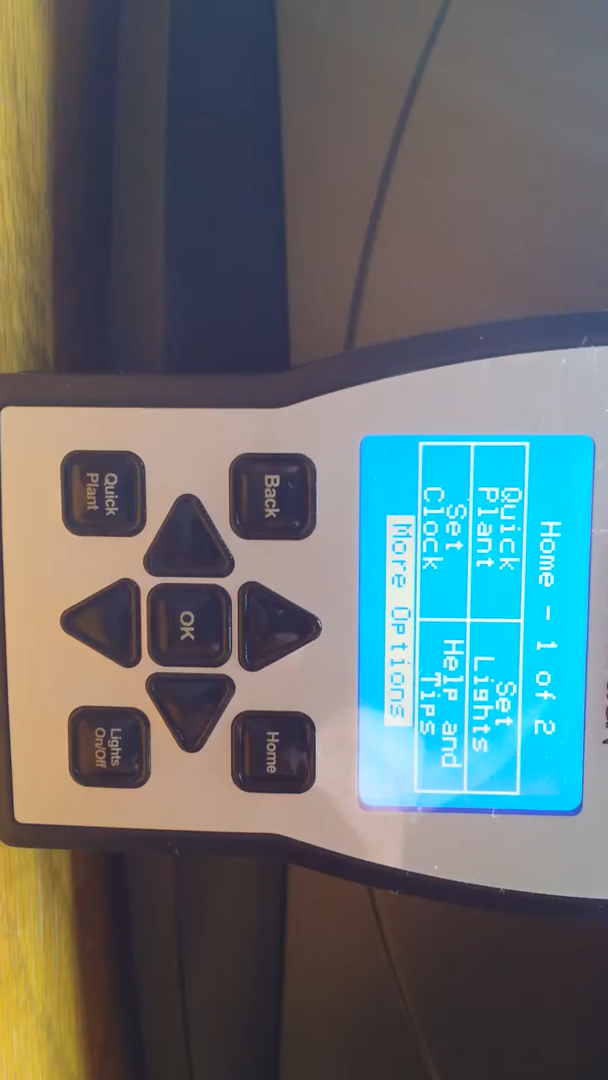 Home - 1 of 2
Quick
Plant
Set
Lights
Set
Clock
Help and
Tips
More Options
Back
Home
OK
Quick
Plant
Lights
On/Off